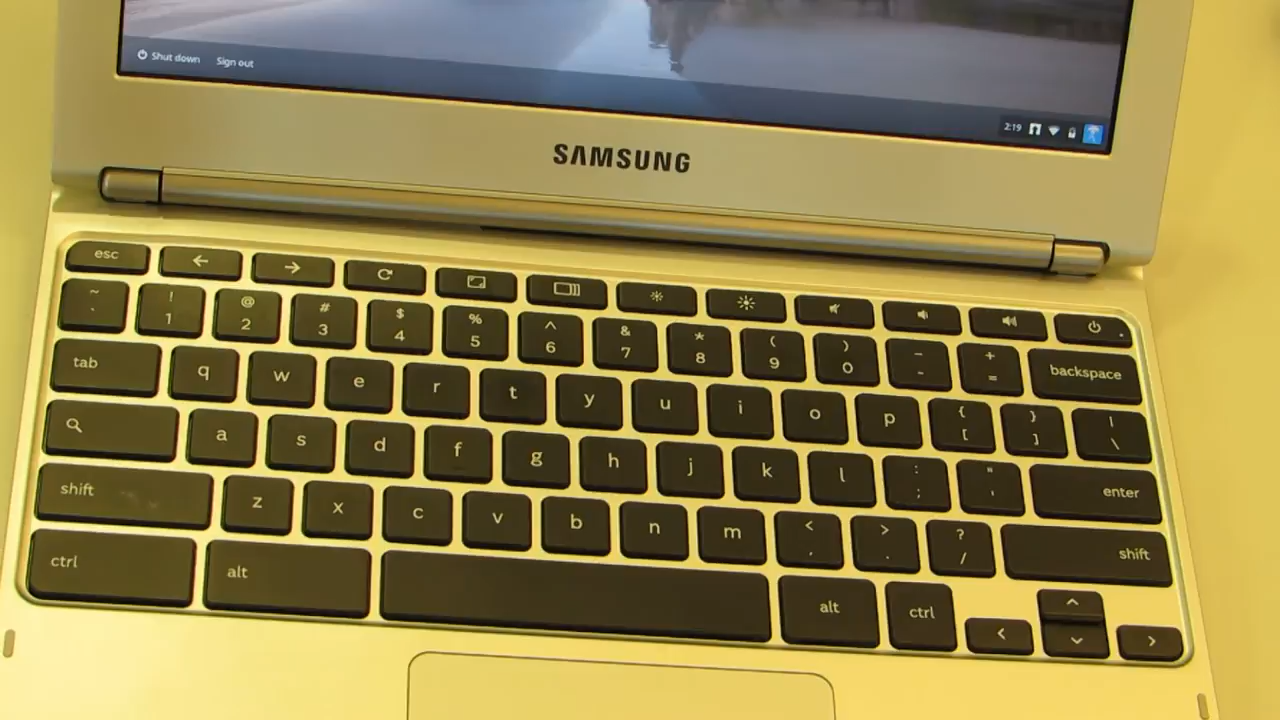 Shut down Sign out
2:19
SAMSUNG
esc
~ ! @ # $ % ^ & * ( ) - +
` 1 2 3 4 5 6 7 8 9 0 - = backspace
tab q w e r t y u i o p { [ } ] | \
a s d f g h j k l : ; " ' enter
shift z x c v b n m < , > . ? / shift
ctrl alt alt ctrl